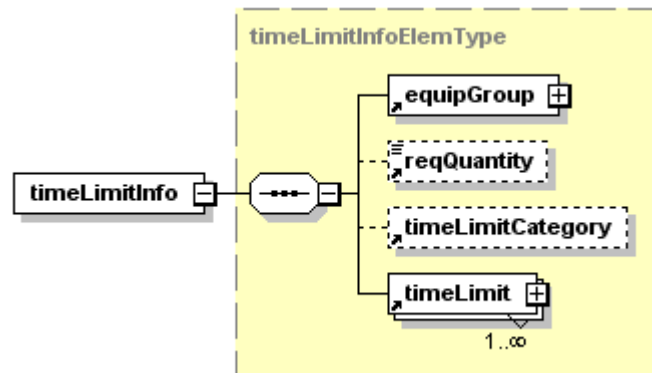 timeLimitInfoElemType
equipGroup
reqQuantity
timeLimitInfo
timeLimitCategory
timeLimit
1..∞